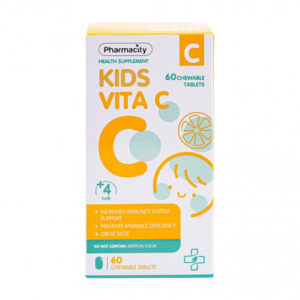 Pharmacity
C
HEALTH SUPPLEMENT
KIDS
VITA C
60 CHEWABLE
TABLETS
C
+4
INCREASES IMMUNITY SYSTEM
SUPPORT
PREVENTS VITAMIN C DEFICIENCY
GREAT TASTE
DO NOT CONTAIN: ARTIFICIAL COLOR
60
CHEWABLE TABLETS